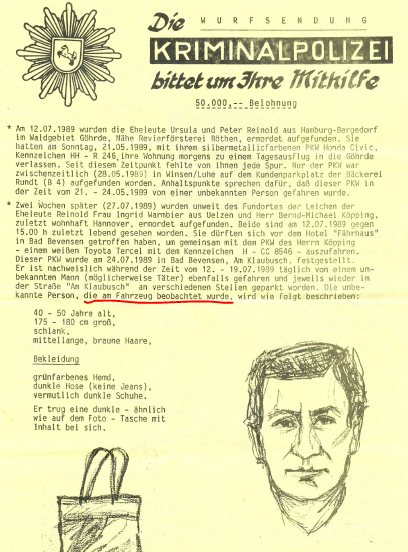 Die WURFSENDUNG
KRIMINALPOLIZEI
bittet um Ihre Mithilfe
50.000,-- Belohnung
* Am 12.07.1989 wurden die Eheleute Ursula und Peter Reinold aus Hamburg-Bergedorf
im Waldgebiet Göhrde, Nähe Revierförsterei Röthen, ermordet aufgefunden. Sie
hatten am Sonntag, 21.05.1989, mit ihrem silbermetallicfarbenen PKW Honda Civic,
Kennzeichen HH - R 246,ihre Wohnung morgens zu einem Tagesausflug in die Göhrde
verlassen. Seit diesem Zeitpunkt fehlte von ihnen jede Spur. Nur der PKW war
zwischenzeitlich (28.05.1989) in Winsen/Luhe auf dem Kundenparkplatz der Bäckerei
Rundt (B 4) aufgefunden worden. Anhaltspunkte sprechen dafür, daß dieser PKW in
der Zeit vom 21. - 24.05.1989 von einer unbekannten Person gefahren wurde.
* Zwei Wochen später (27.07.1989) wurden unweit des Fundortes der Leichen der
Eheleute Reinold Frau Ingrid Warmbier aus Uelzen und Herr Bernd-Michael Köpping,
zuletzt wohnhaft Hannover, ermordet aufgefunden. Beide sind am 12.07.1989 gegen
15.00 h zuletzt lebend gesehen worden. Sie dürften sich vor dem Hotel "Fährhaus"
in Bad Bevensen getroffen haben, um gemeinsam mit dem PKW des Herrn Köpping
- einem weißen Toyota Tercel mit dem Kennzeichen H - CC 8546 - auszufahren.
Dieser PKW wurde am 24.07.1989 in Bad Bevensen, Am Klaubusch, festgestellt.
Er ist nachweislich während der Zeit vom 12. - 19.07.1989 täglich von einem um-
bekannten Mann (möglicherweise Täter) ebenfalls gefahren und jeweils wieder im
der Straße "Am Klaubusch" an verschiedenen Stellen geparkt worden. Die unbe-
kannte Person, die am Fahrzeug beobachtet wurde, wird wie folgt beschrieben:
40 - 50 Jahre alt,
175 - 180 cm groß,
schlank,
mittellange, braune Haare,
Bekleidung
grünfarbenes Hemd,
dunkle Hose (keine Jeans),
vermutlich dunkle Schuhe.
Er trug eine dunkle - ähnlich
wie auf dem Foto - Tasche mit
Inhalt bei sich.